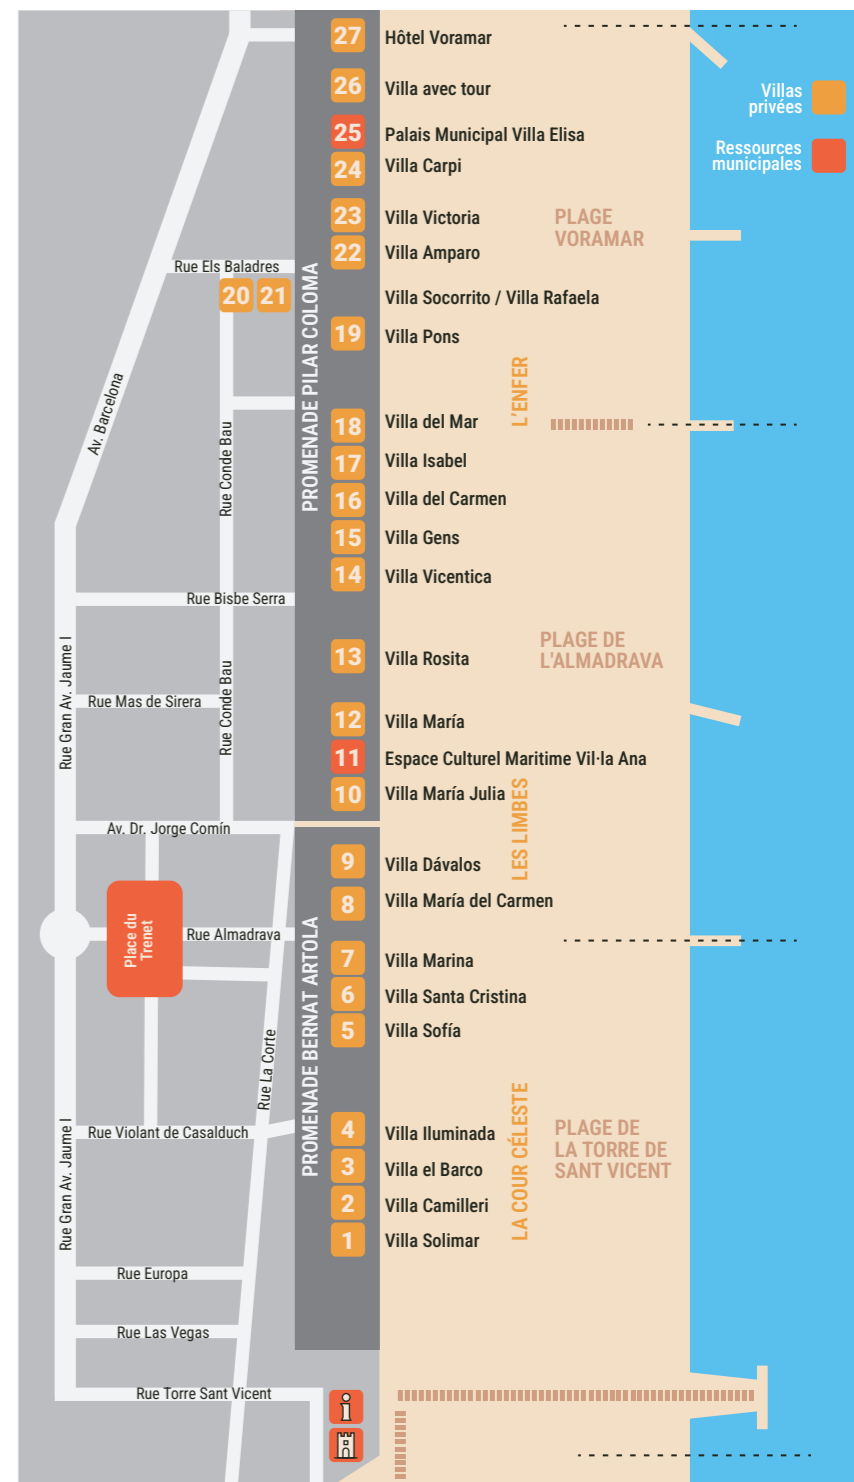 27 Hôtel Voramar
26 Villa avec tour
25 Palais Municipal Villa Elisa
24 Villa Carpi
23 Villa Victoria
22 Villa Amparo
20 21 Villa Socorrito / Villa Rafaela
19 Villa Pons
18 Villa del Mar
17 Villa Isabel
16 Villa del Carmen
15 Villa Gens
14 Villa Vicentica
13 Villa Rosita
12 Villa María
11 Espace Culturel Maritime Vil·la Ana
10 Villa María Julia
9 Villa Dávalos
8 Villa María del Carmen
7 Villa Marina
6 Villa Santa Cristina
5 Villa Sofía
4 Villa Iluminada
3 Villa el Barco
2 Villa Camilleri
1 Villa Solimar
Villas
privées
Ressources
municipales
PLAGE
VORAMAR
L'ENFER
PLAGE DE
L'ALMADRAVA
LES LIMBES
LA COUR CÉLESTE
PLAGE DE
LA TORRE DE
SANT VICENT
PROMENADE PILAR COLOMA
PROMENADE BERNAT ARTOLA
Rue Els Baladres
Av. Barcelona
Rue Conde Bau
Rue Bisbe Serra
Rue Gran Av. Jaume I
Rue Mas de Sirera
Rue Conde Bau
Av. Dr. Jorge Comín
Place du
Trenet
Rue Almadrava
Rue La Corte
Rue Violant de Casalduch
Rue Gran Av. Jaume I
Rue Europa
Rue Las Vegas
Rue Torre Sant Vicent
i